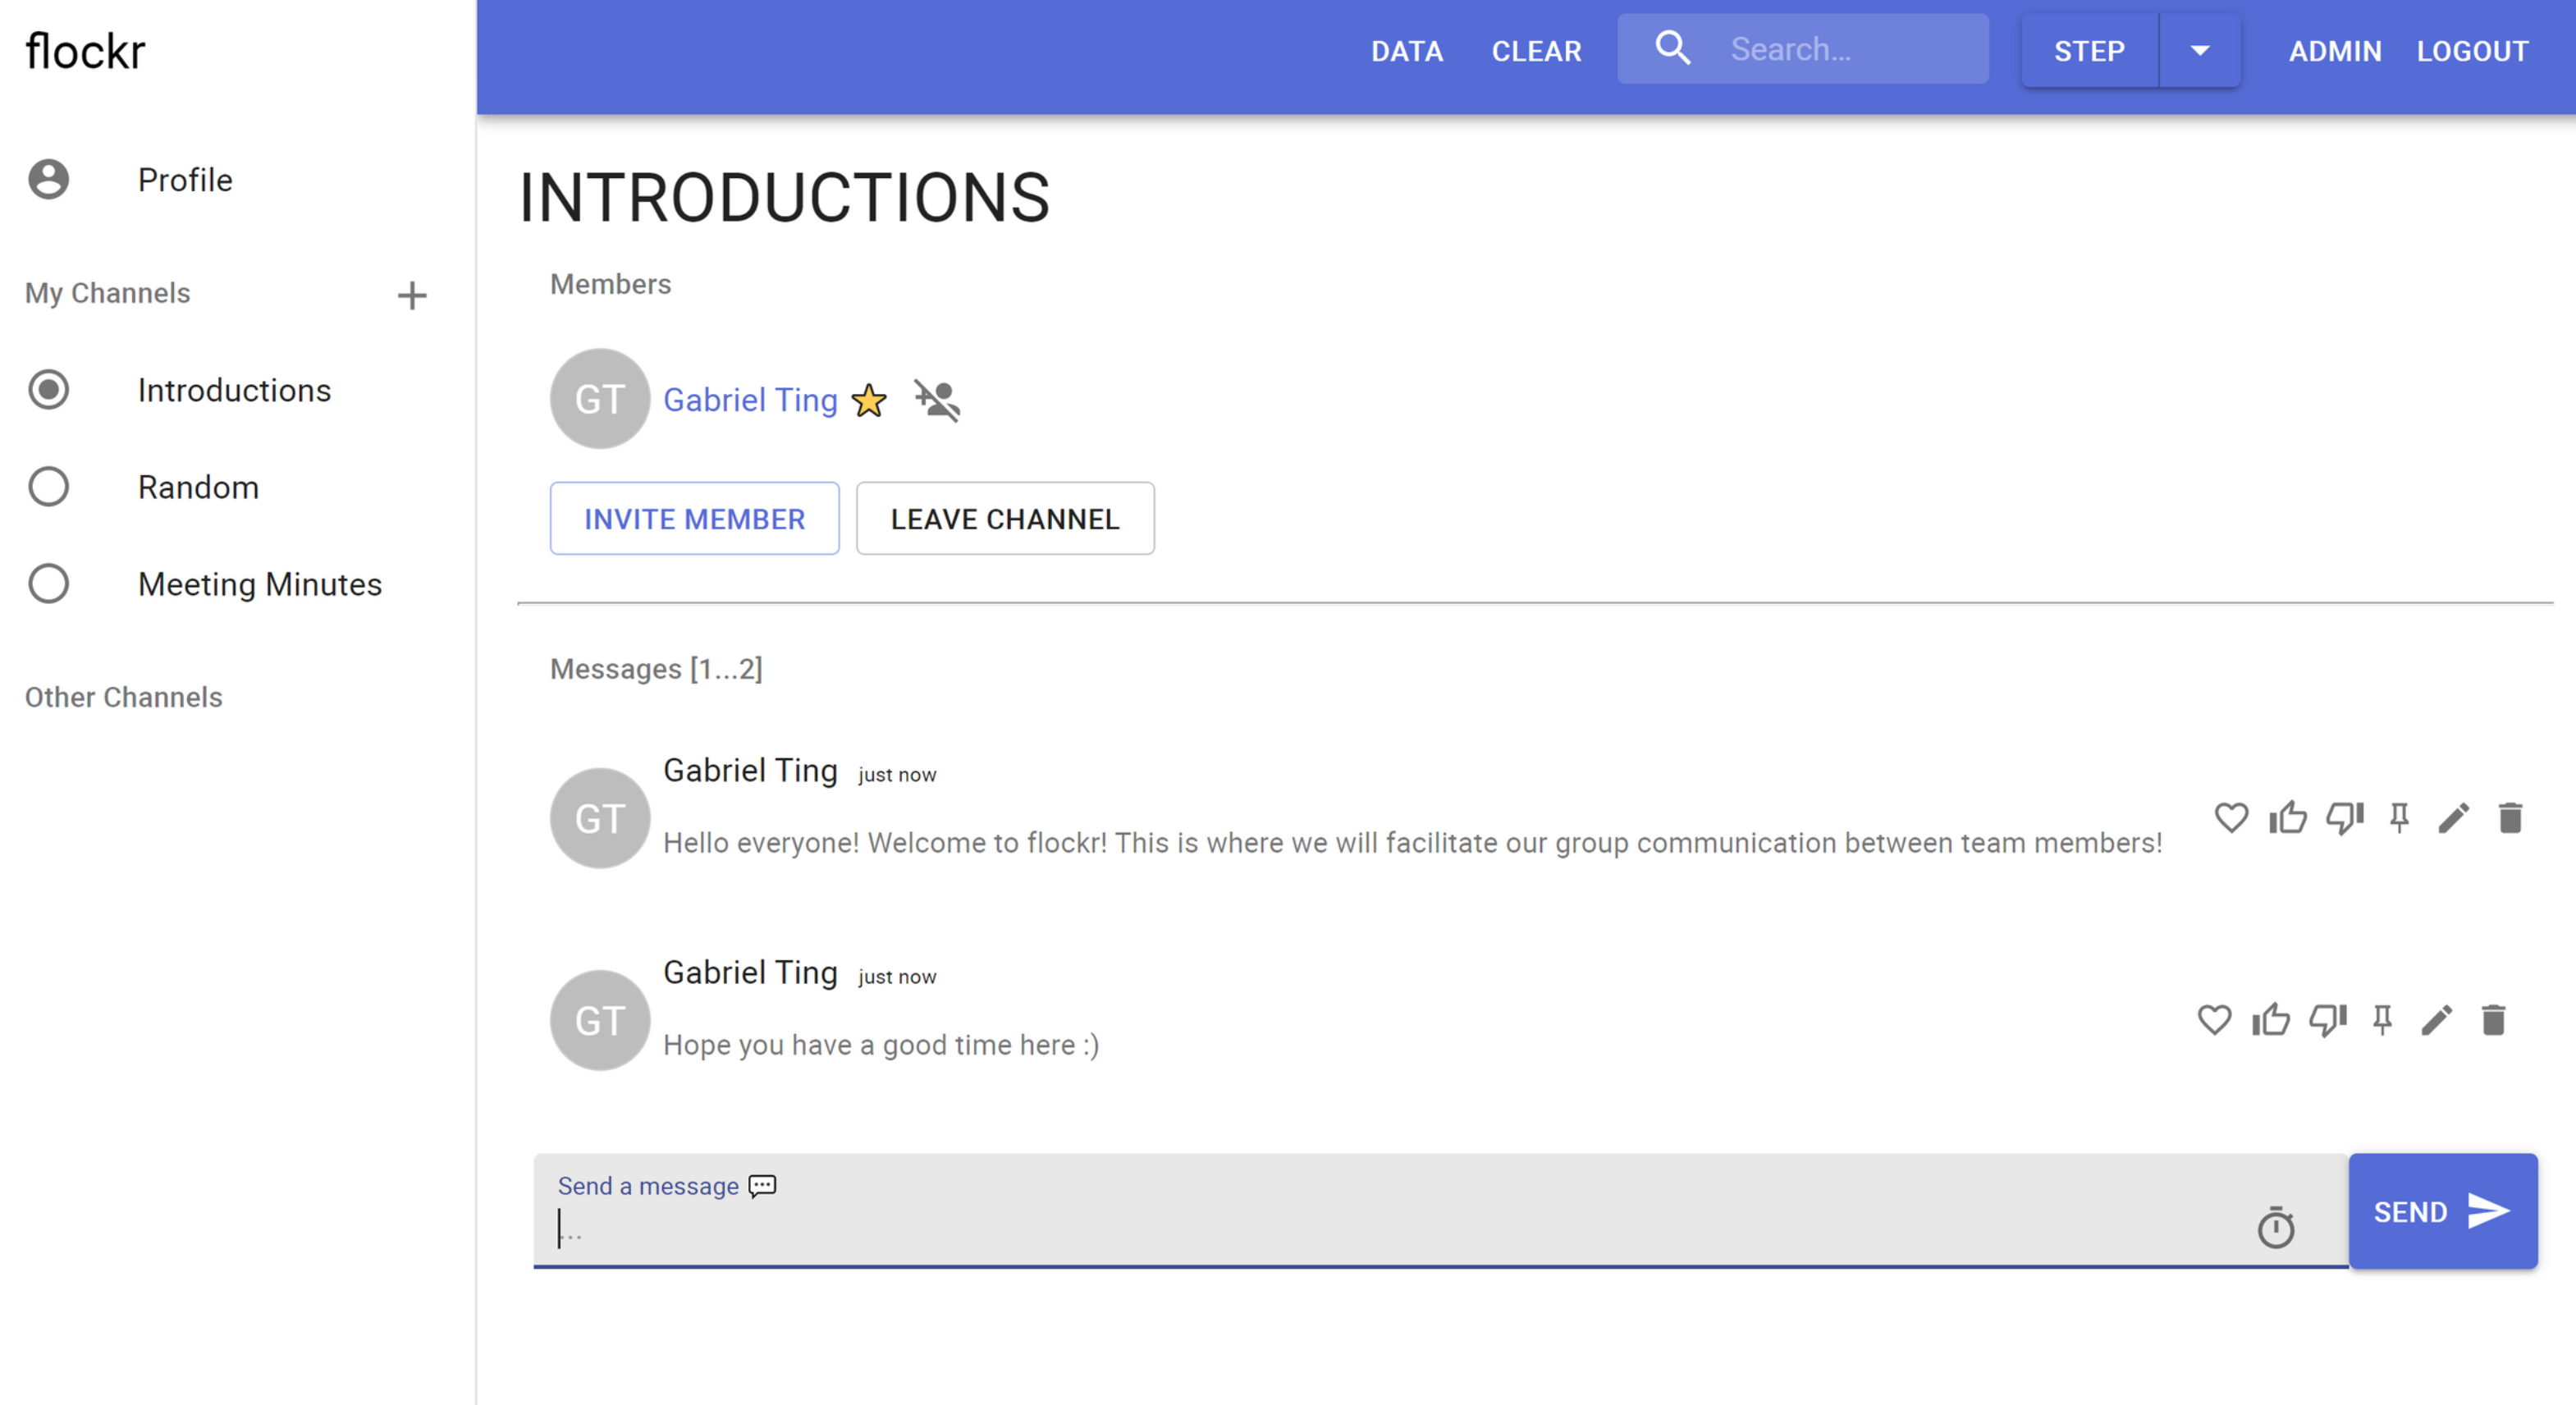 flockr
DATA CLEAR Search... STEP ADMIN LOGOUT
Profile
My Channels
Introductions
Random
Meeting Minutes
Other Channels
INTRODUCTIONS
Members
GT Gabriel Ting
INVITE MEMBER LEAVE CHANNEL
Messages [1...2]
GT Gabriel Ting just now
Hello everyone! Welcome to flockr! This is where we will facilitate our group communication between team members!
GT Gabriel Ting just now
Hope you have a good time here :)
Send a message 💬
...
SEND